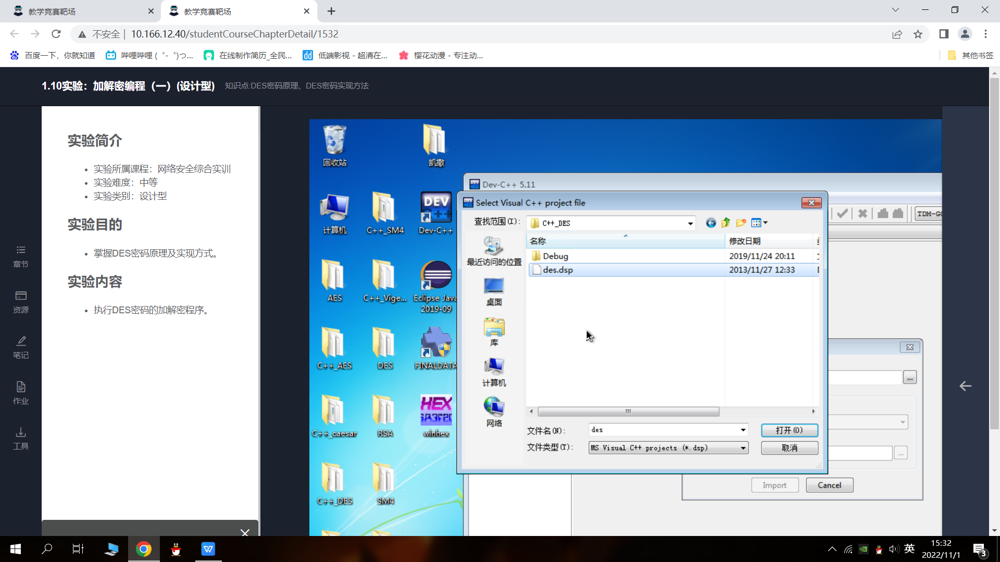 教学竞赛靶场
教学竞赛靶场
不安全
10.166.12.40/studentCourseChapterDetail/1532
百度一下，你就知道
哔哩哔哩 (゜-゜)つ...
在线制作简历_全民...
低端影视 - 超清在...
樱花动漫 - 专注动...
其他书签
1.10实验：加解密编程（一）(设计型)
知识点:DES密码原理、DES密码实现方法
章节
资源
笔记
作业
工具
实验简介
实验所属课程：网络安全综合实训
实验难度：中等
实验类别：设计型
实验目的
掌握DES密码原理及实现方式。
实验内容
执行DES密码的加解密程序。
回收站
凯撒
计算机
C++_SM4
Dev-C++
AES
C++_Vige...
Eclipse Java
2019-09
C++_AES
DES
FINALDATA
C++_caesar
RSA
winhex
C++_DES
SM4
Dev-C++ 5.11
TDM-GC
Select Visual C++ project file
查找范围(I):
C++_DES
名称
修改日期
Debug
2019/11/24 20:11
des.dsp
2013/11/27 12:33
最近访问的位置
桌面
库
计算机
网络
文件名(N):
des
打开(O)
文件类型(T):
MS Visual C++ projects (*.dsp)
取消
Import
Cancel
英
15:32
2022/11/1
3